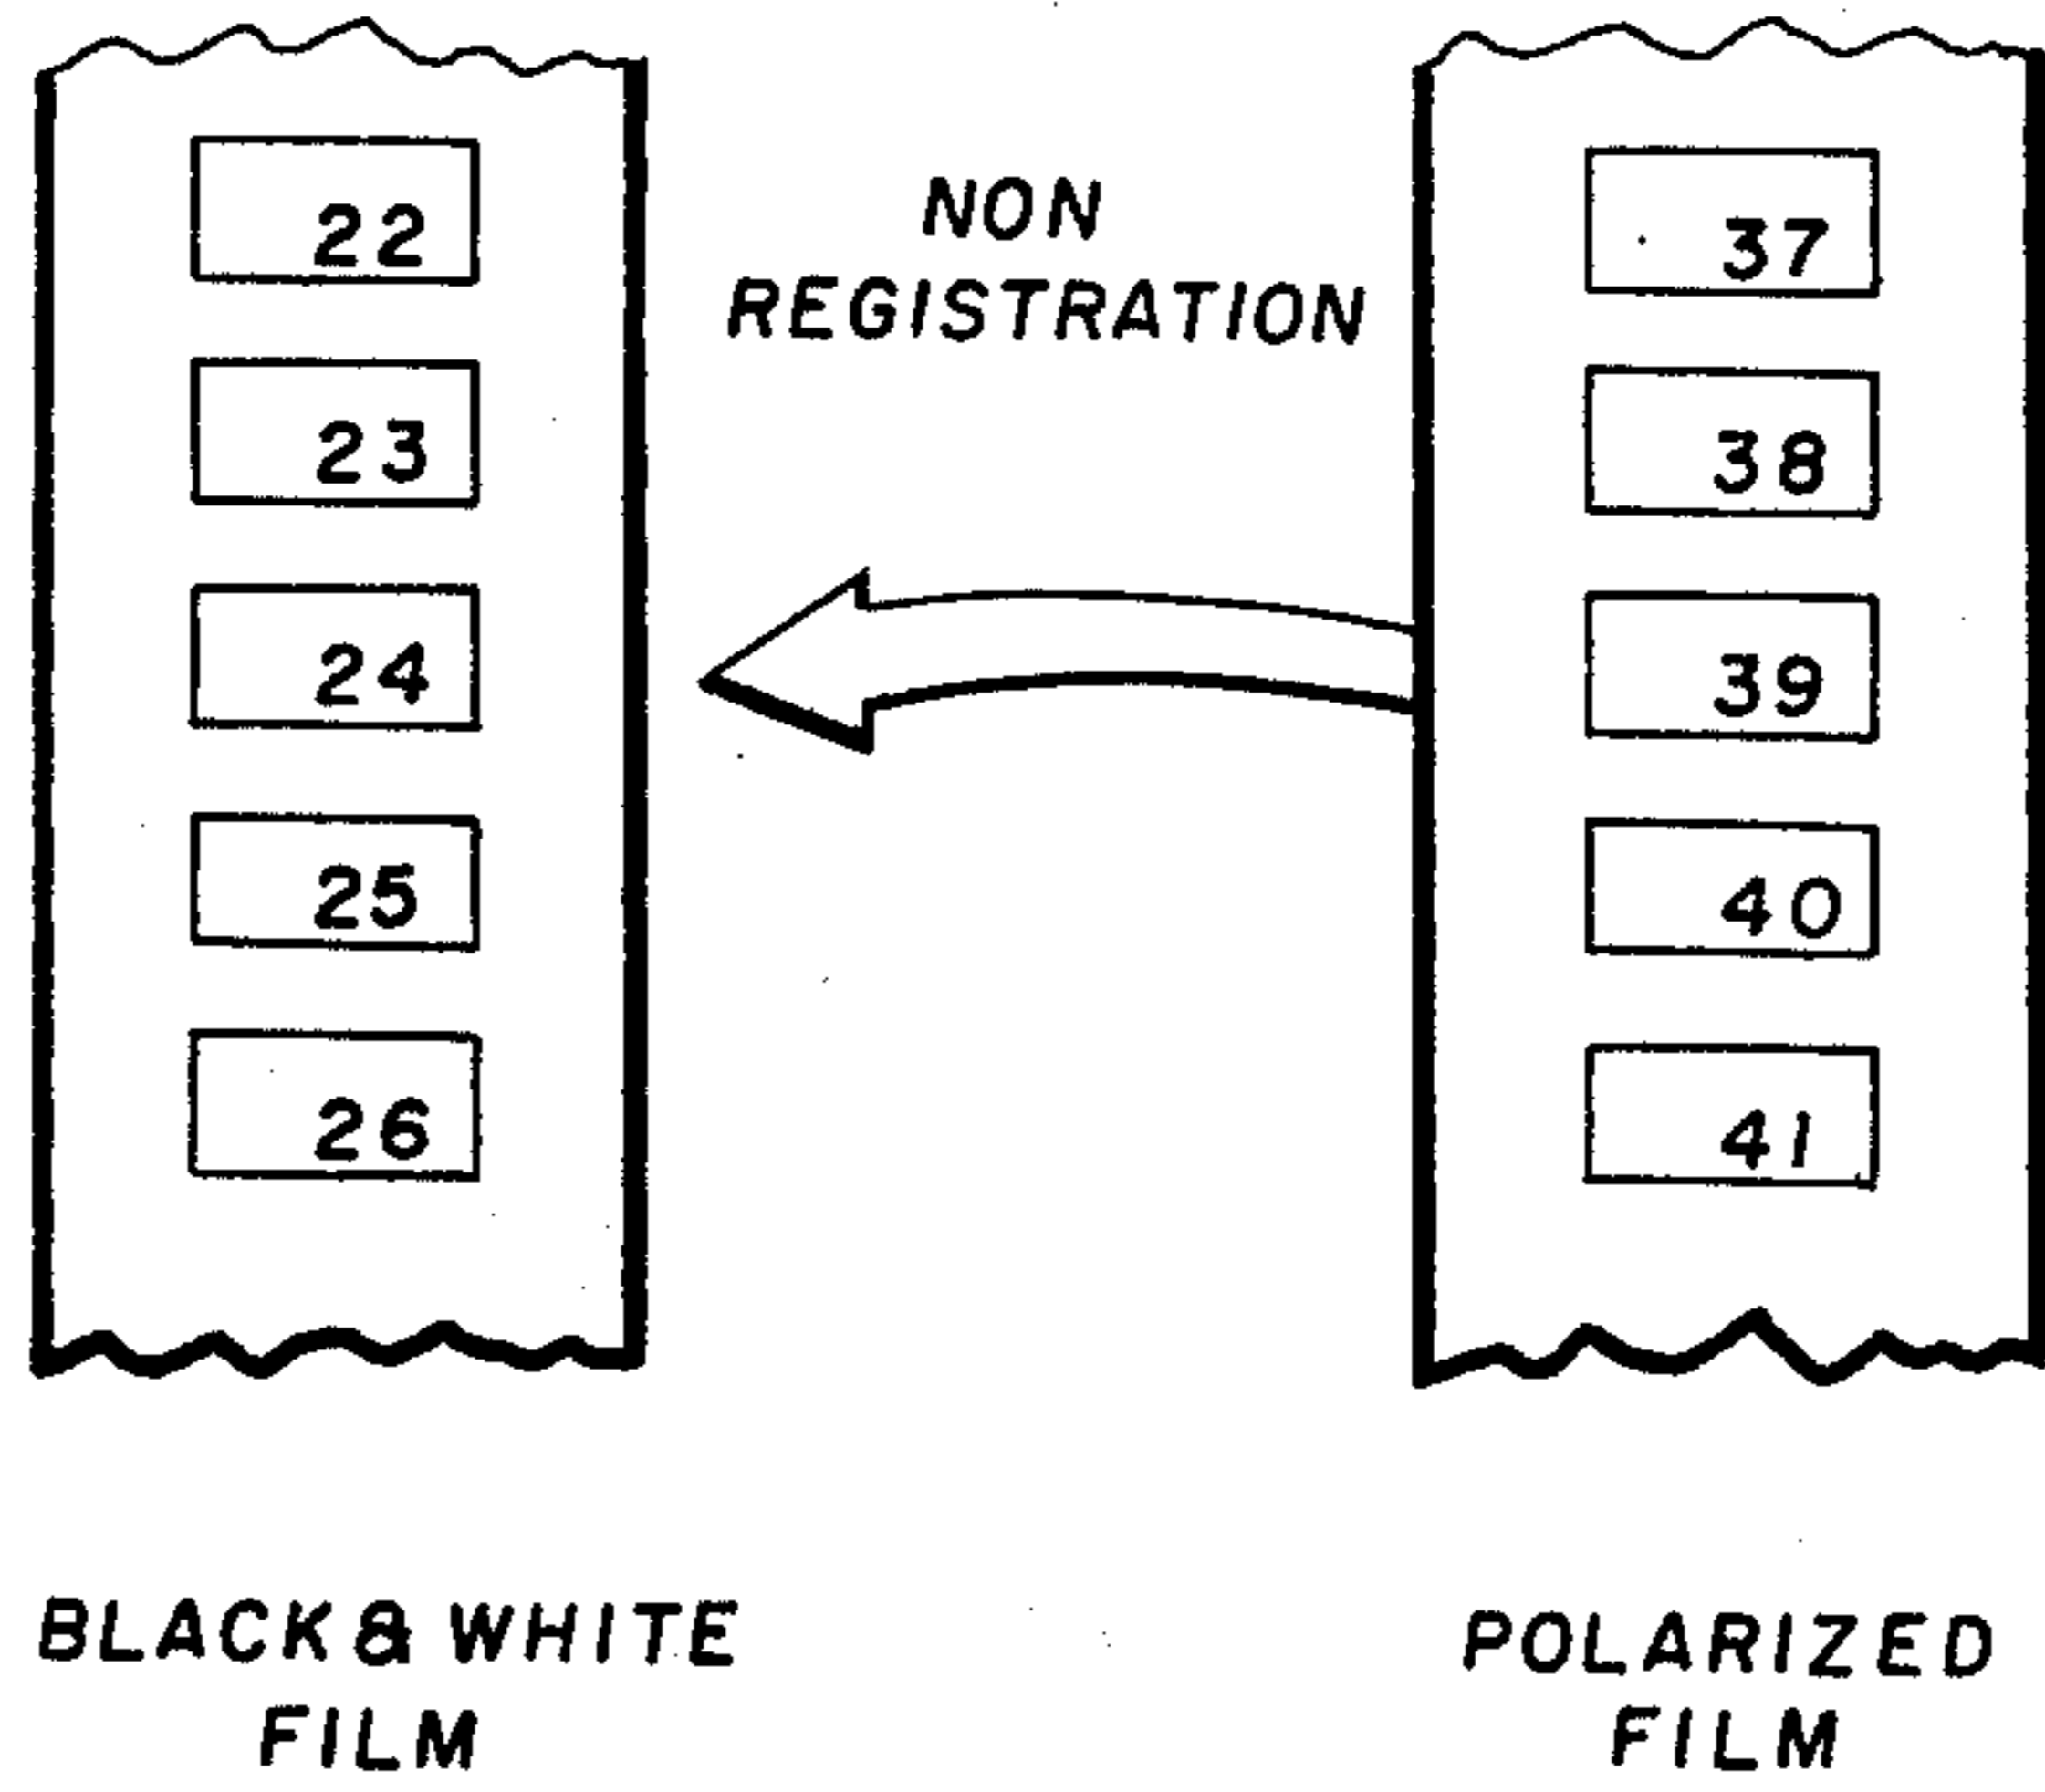 22
23
24
25
26
NON
REGISTRATION
37
38
39
40
41
BLACK & WHITE
FILM
POLARIZED
FILM